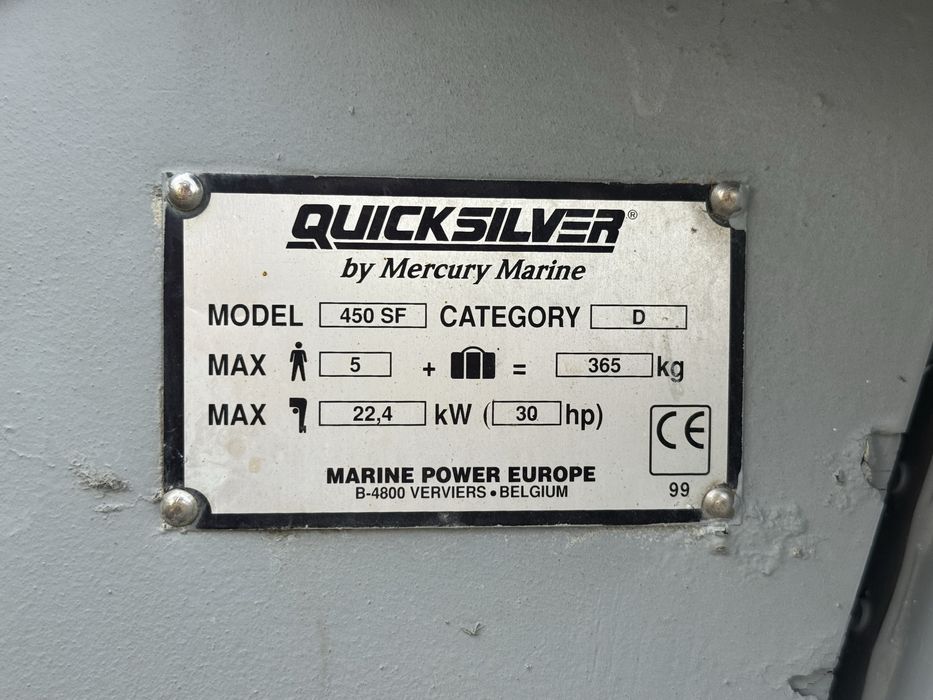 QUICKSILVER®
by Mercury Marine
MODEL 450 SF CATEGORY D
MAX 5 + = 365 kg
MAX 22,4 kW (30 hp)
CE
MARINE POWER EUROPE
B-4800 VERVIERS • BELGIUM 99